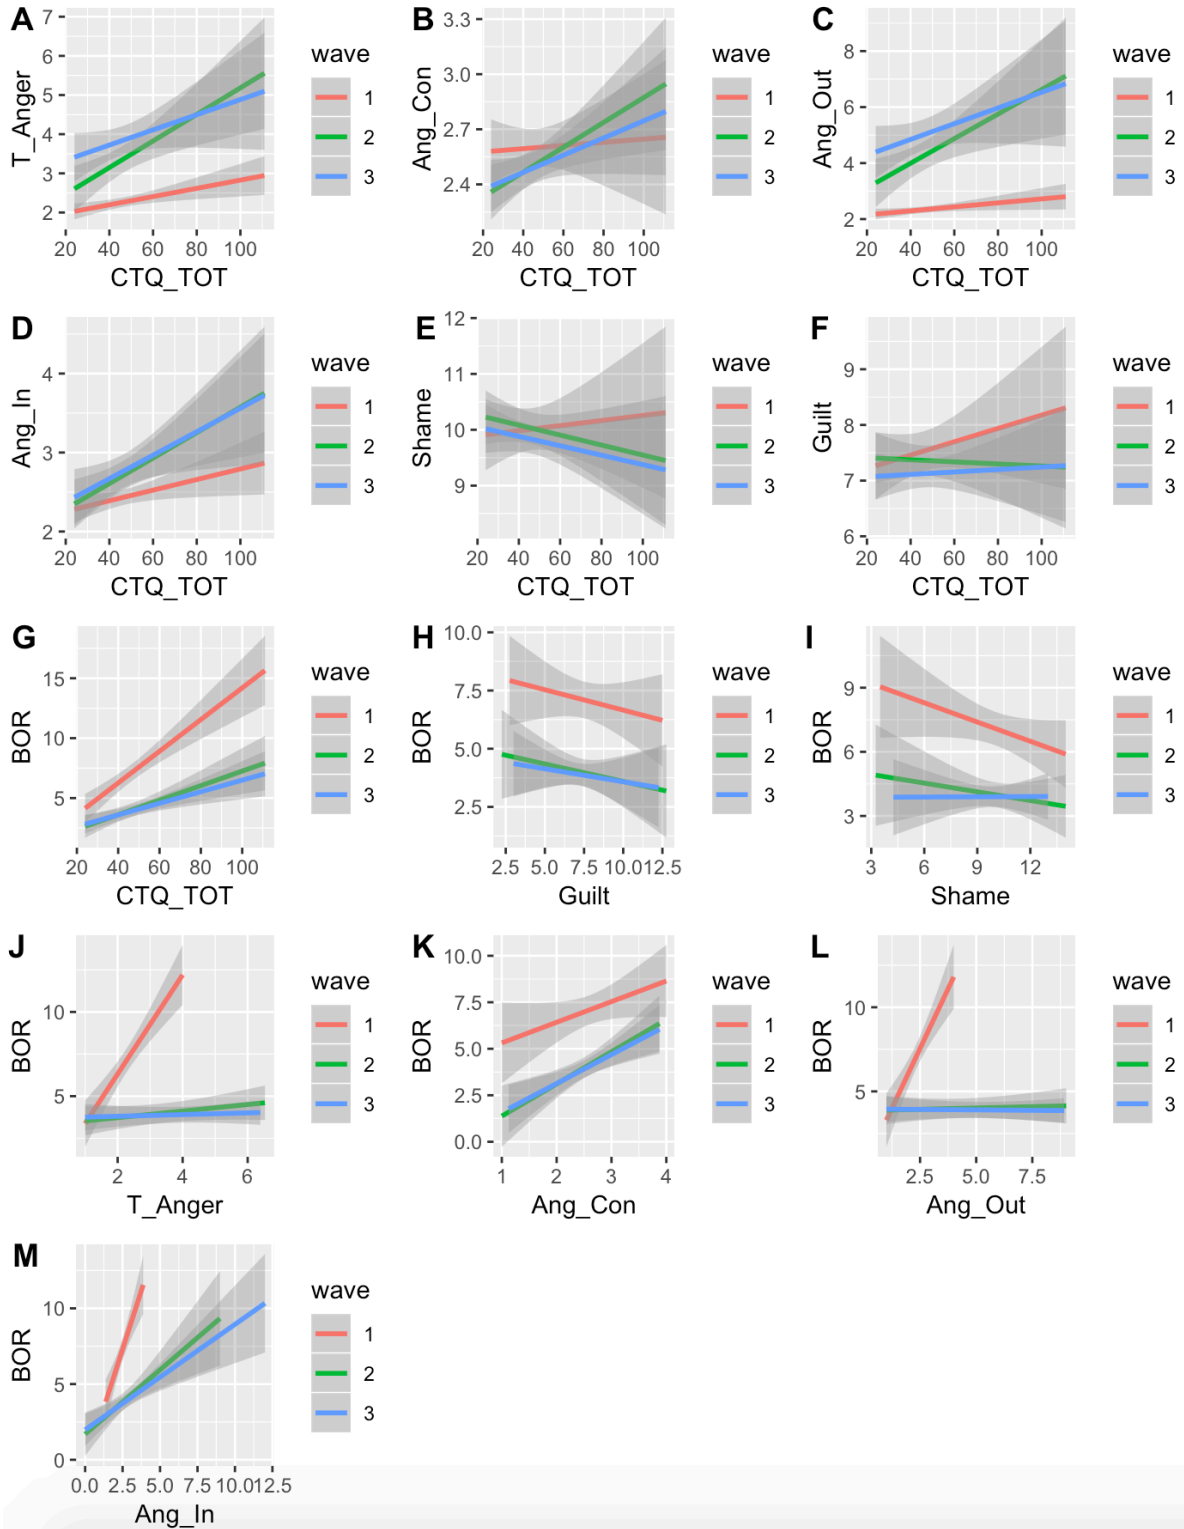 A
7
6
5
4
3
2
T_Anger
20 40 60 80 100
CTQ_TOT
wave
1
2
3
B
3.3
3.0
2.7
2.4
Ang_Con
20 40 60 80 100
CTQ_TOT
wave
1
2
3
C
8
6
4
2
Ang_Out
20 40 60 80 100
CTQ_TOT
wave
1
2
3
D
4
3
2
Ang_In
20 40 60 80 100
CTQ_TOT
wave
1
2
3
E
12
11
10
9
Shame
20 40 60 80 100
CTQ_TOT
wave
1
2
3
F
9
8
7
6
Guilt
20 40 60 80 100
CTQ_TOT
wave
1
2
3
G
15
10
5
BOR
20 40 60 80 100
CTQ_TOT
wave
1
2
3
H
10.0
7.5
5.0
2.5
BOR
2.5 5.0 7.5 10.0 12.5
Guilt
wave
1
2
3
I
9
6
3
BOR
3 6 9 12
Shame
wave
1
2
3
J
10
5
BOR
2 4 6
T_Anger
wave
1
2
3
K
10.0
7.5
5.0
2.5
0.0
BOR
1 2 3 4
Ang_Con
wave
1
2
3
L
10
5
BOR
2.5 5.0 7.5
Ang_Out
wave
1
2
3
M
10
5
0
BOR
0.0 2.5 5.0 7.5 10.0 12.5
Ang_In
wave
1
2
3